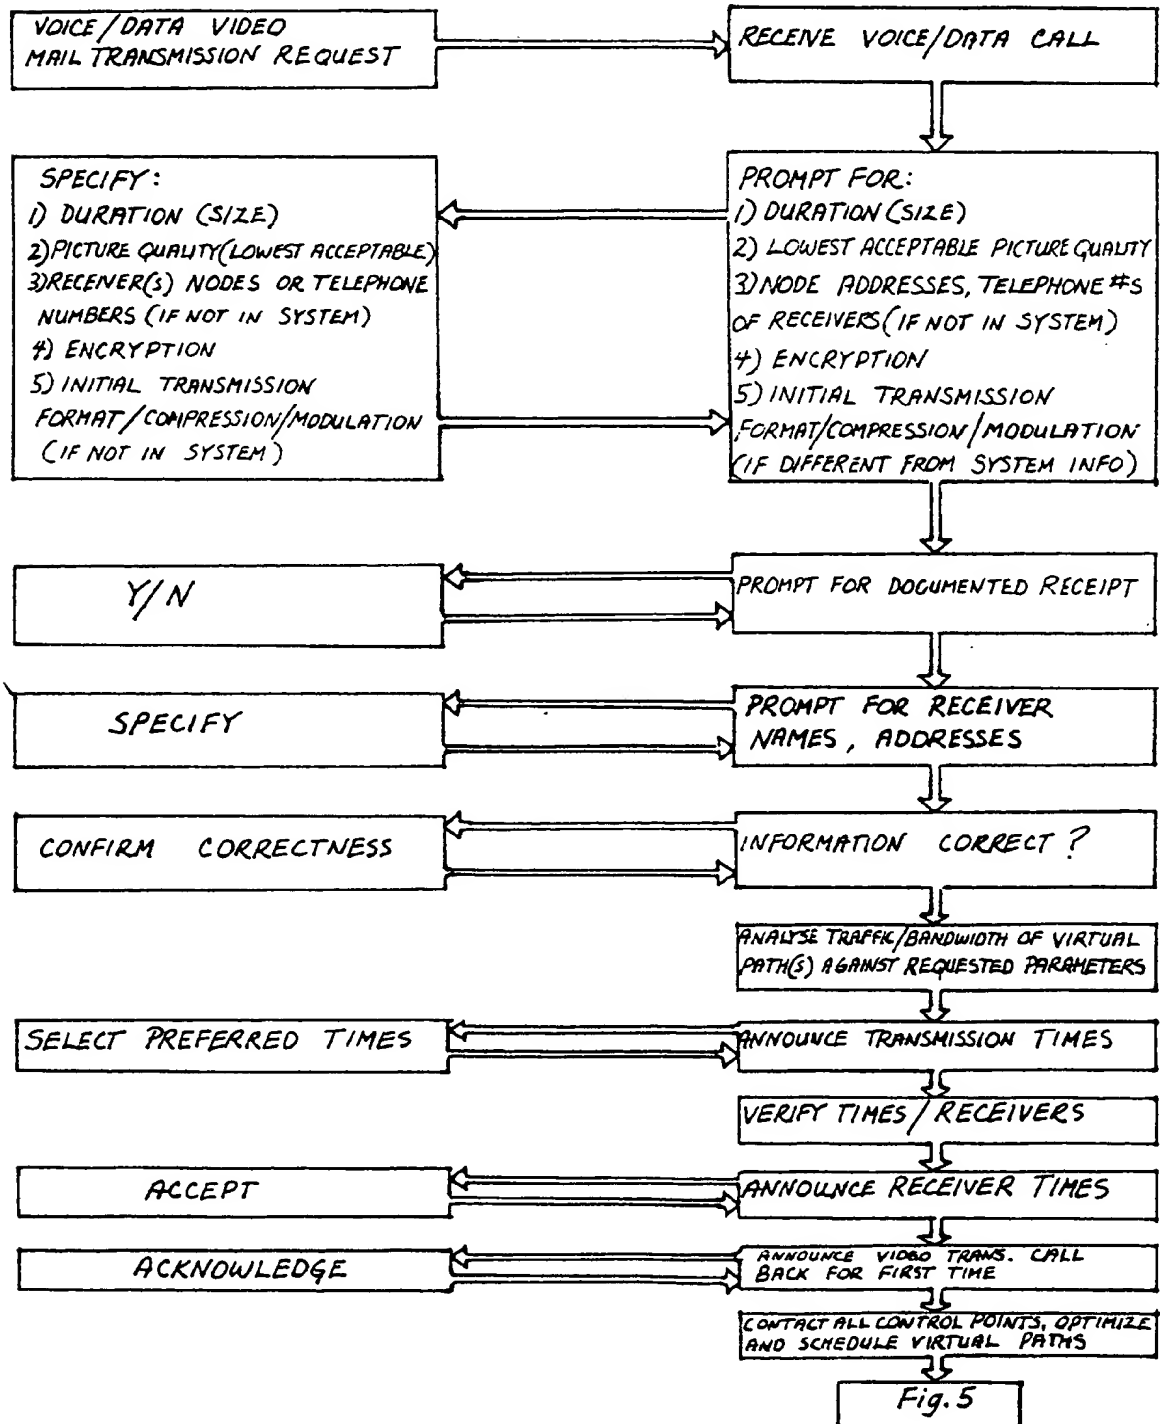 VOICE/DATA VIDEO
MAIL TRANSMISSION REQUEST
RECEIVE VOICE/DATA CALL
SPECIFY:
1) DURATION (SIZE)
2) PICTURE QUALITY (LOWEST ACCEPTABLE)
3) RECEIVER(S) NODES OR TELEPHONE
NUMBERS (IF NOT IN SYSTEM)
4) ENCRYPTION
5) INITIAL TRANSMISSION
FORMAT/COMPRESSION/MODULATION
(IF NOT IN SYSTEM)
PROMPT FOR:
1) DURATION (SIZE)
2) LOWEST ACCEPTABLE PICTURE QUALITY
3) NODE ADDRESSES, TELEPHONE #S
OF RECEIVERS (IF NOT IN SYSTEM)
4) ENCRYPTION
5) INITIAL TRANSMISSION
FORMAT/COMPRESSION/MODULATION
(IF DIFFERENT FROM SYSTEM INFO)
Y/N
PROMPT FOR DOCUMENTED RECEIPT
SPECIFY
PROMPT FOR RECEIVER
NAMES, ADDRESSES
CONFIRM CORRECTNESS
INFORMATION CORRECT?
ANALYSE TRAFFIC/BANDWIDTH OF VIRTUAL
PATH(S) AGAINST REQUESTED PARAMETERS
SELECT PREFERRED TIMES
ANNOUNCE TRANSMISSION TIMES
VERIFY TIMES/RECEIVERS
ACCEPT
ANNOUNCE RECEIVER TIMES
ACKNOWLEDGE
ANNOUNCE VIDEO TRANS. CALL
BACK FOR FIRST TIME
CONTACT ALL CONTROL POINTS, OPTIMIZE
AND SCHEDULE VIRTUAL PATHS
Fig. 5